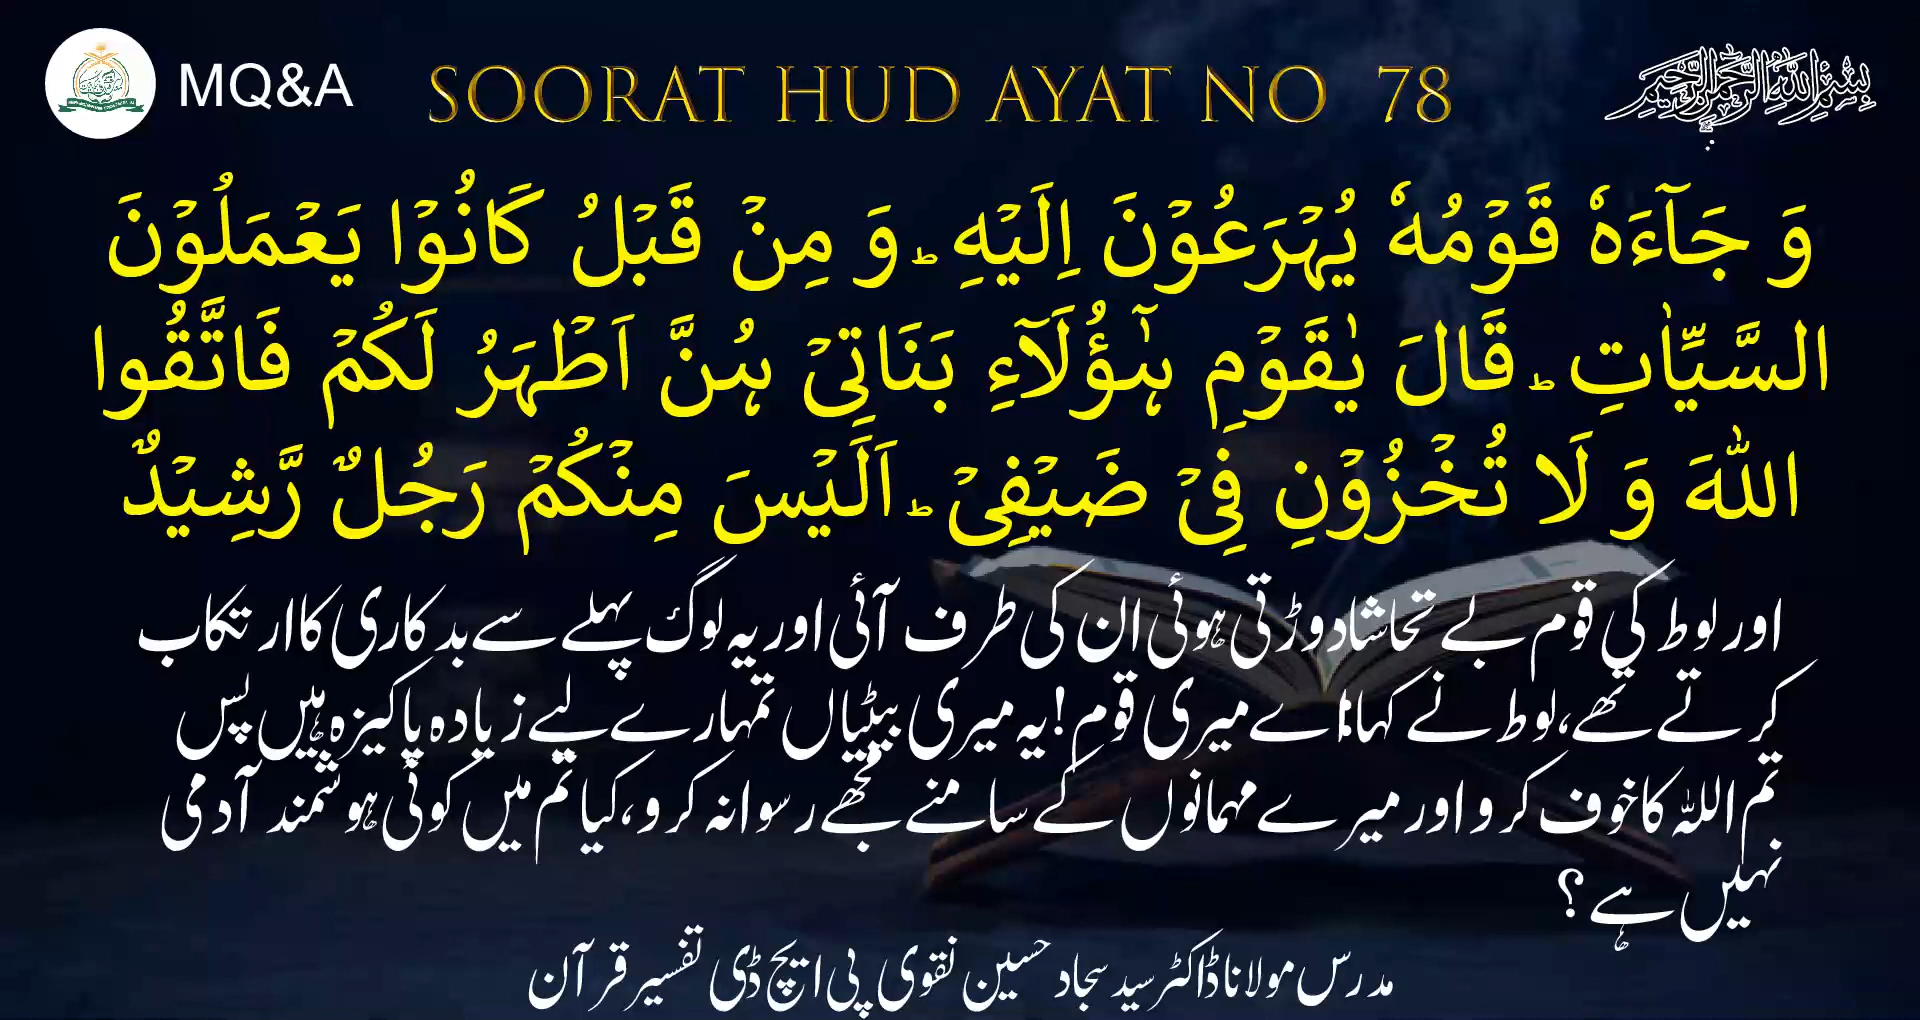 MQ&A
SOORAT HUD AYAT NO 78
بِسْمِ اللّٰهِ الرَّحْمٰنِ الرَّحِيْمِ
وَ جَآءَهٗ قَوْمُهٗ یُهْرَعُوْنَ اِلَیْهِ ؕ وَ مِنْ قَبْلُ كَانُوْا یَعْمَلُوْنَ
السَّیِّاٰتِ ؕ قَالَ یٰقَوْمِ هٰۤؤُلَآءِ بَنَاتِیْ هُنَّ اَطْهَرُ لَكُمْ فَاتَّقُوا
اللّٰهَ وَ لَا تُخْزُوْنِ فِیْ ضَیْفِیْ ؕ اَلَیْسَ مِنْكُمْ رَجُلٌ رَّشِیْدٌ
اور لوط کی قوم بے تحاشا دوڑتی ہوئی ان کی طرف آئی اور یہ لوگ پہلے سے بدکاری کا ارتکاب
کرتے تھے، لوط نے کہا: اے میری قوم! یہ میری بیٹیاں تمہارے لیے زیادہ پاکیزہ ہیں پس
تم اللہ کا خوف کرو اور میرے مہمانوں کے سامنے مجھے رسوا نہ کرو، کیا تم میں کوئی ہوشمند آدمی
نہیں ہے؟
مدرس مولانا ڈاکٹر سید سجاد حسین نقوی پی ایچ ڈی تفسیر قرآن